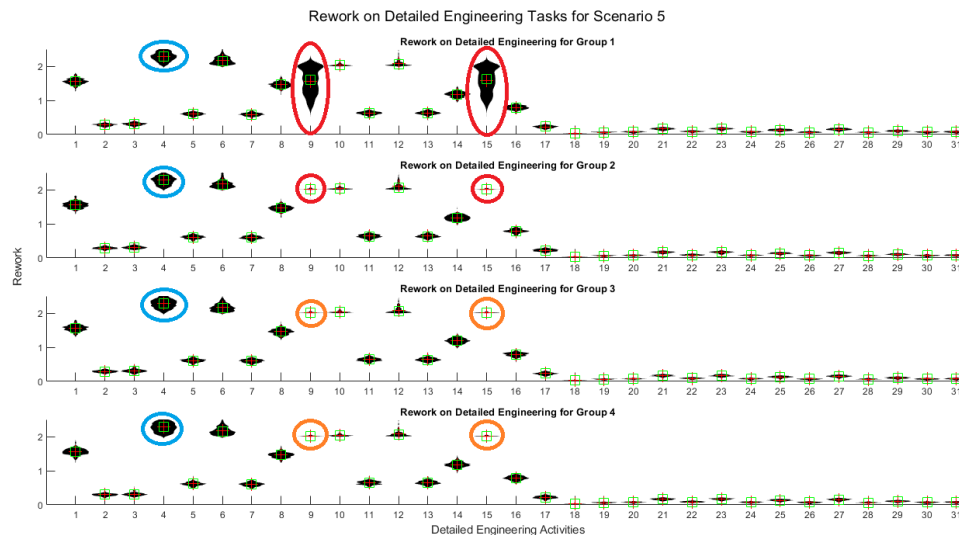 Rework on Detailed Engineering Tasks for Scenario 5
Rework on Detailed Engineering for Group 1
2
1
0
1 2 3 4 5 6 7 8 9 10 11 12 13 14 15 16 17 18 19 20 21 22 23 24 25 26 27 28 29 30 31
Rework on Detailed Engineering for Group 2
2
1
0
1 2 3 4 5 6 7 8 9 10 11 12 13 14 15 16 17 18 19 20 21 22 23 24 25 26 27 28 29 30 31
Rework
Rework on Detailed Engineering for Group 3
2
1
0
1 2 3 4 5 6 7 8 9 10 11 12 13 14 15 16 17 18 19 20 21 22 23 24 25 26 27 28 29 30 31
Rework on Detailed Engineering for Group 4
2
1
0
1 2 3 4 5 6 7 8 9 10 11 12 13 14 15 16 17 18 19 20 21 22 23 24 25 26 27 28 29 30 31
Detailed Engineering Activities